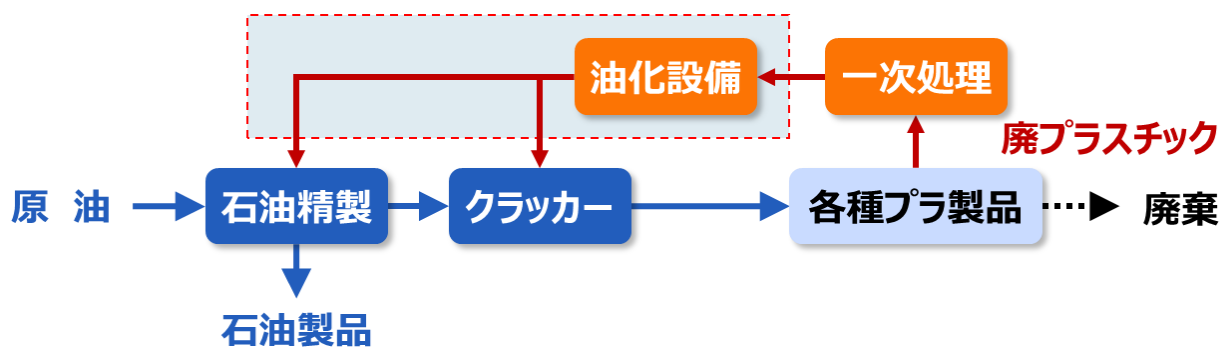 油化設備
一次処理
廃プラスチック
原 油
石油精製
クラッカー
各種プラ製品
廃棄
石油製品